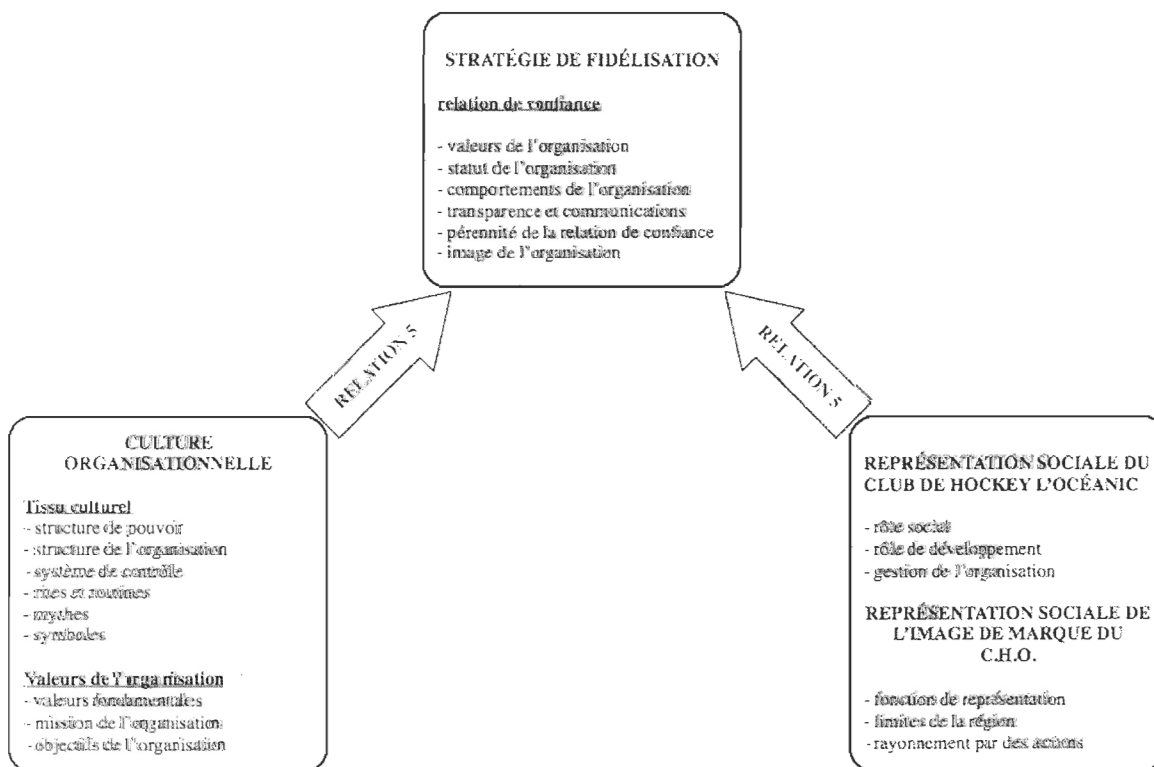 STRATÉGIE DE FIDÉLISATION
relation de confiance
- valeurs de l'organisation
- statut de l'organisation
- comportements de l'organisation
- transparence et communications
- pérennité de la relation de confiance
- image de l'organisation
RELATION 5
RELATION 5
CULTURE
ORGANISATIONNELLE
Tissu culturel
- structure de pouvoir
- structure de l'organisation
- système de contrôle
- rites et routines
- mythes
- symboles
Valeurs de l'organisation
- valeurs fondamentales
- mission de l'organisation
- objectifs de l'organisation
REPRÉSENTATION SOCIALE DU
CLUB DE HOCKEY L'OCÉANIC
- rôle social
- rôle de développement
- gestion de l'organisation
REPRÉSENTATION SOCIALE DE
L'IMAGE DE MARQUE DU
C.H.O.
- fonction de représentation
- limites de la région
- rayonnement par des actions